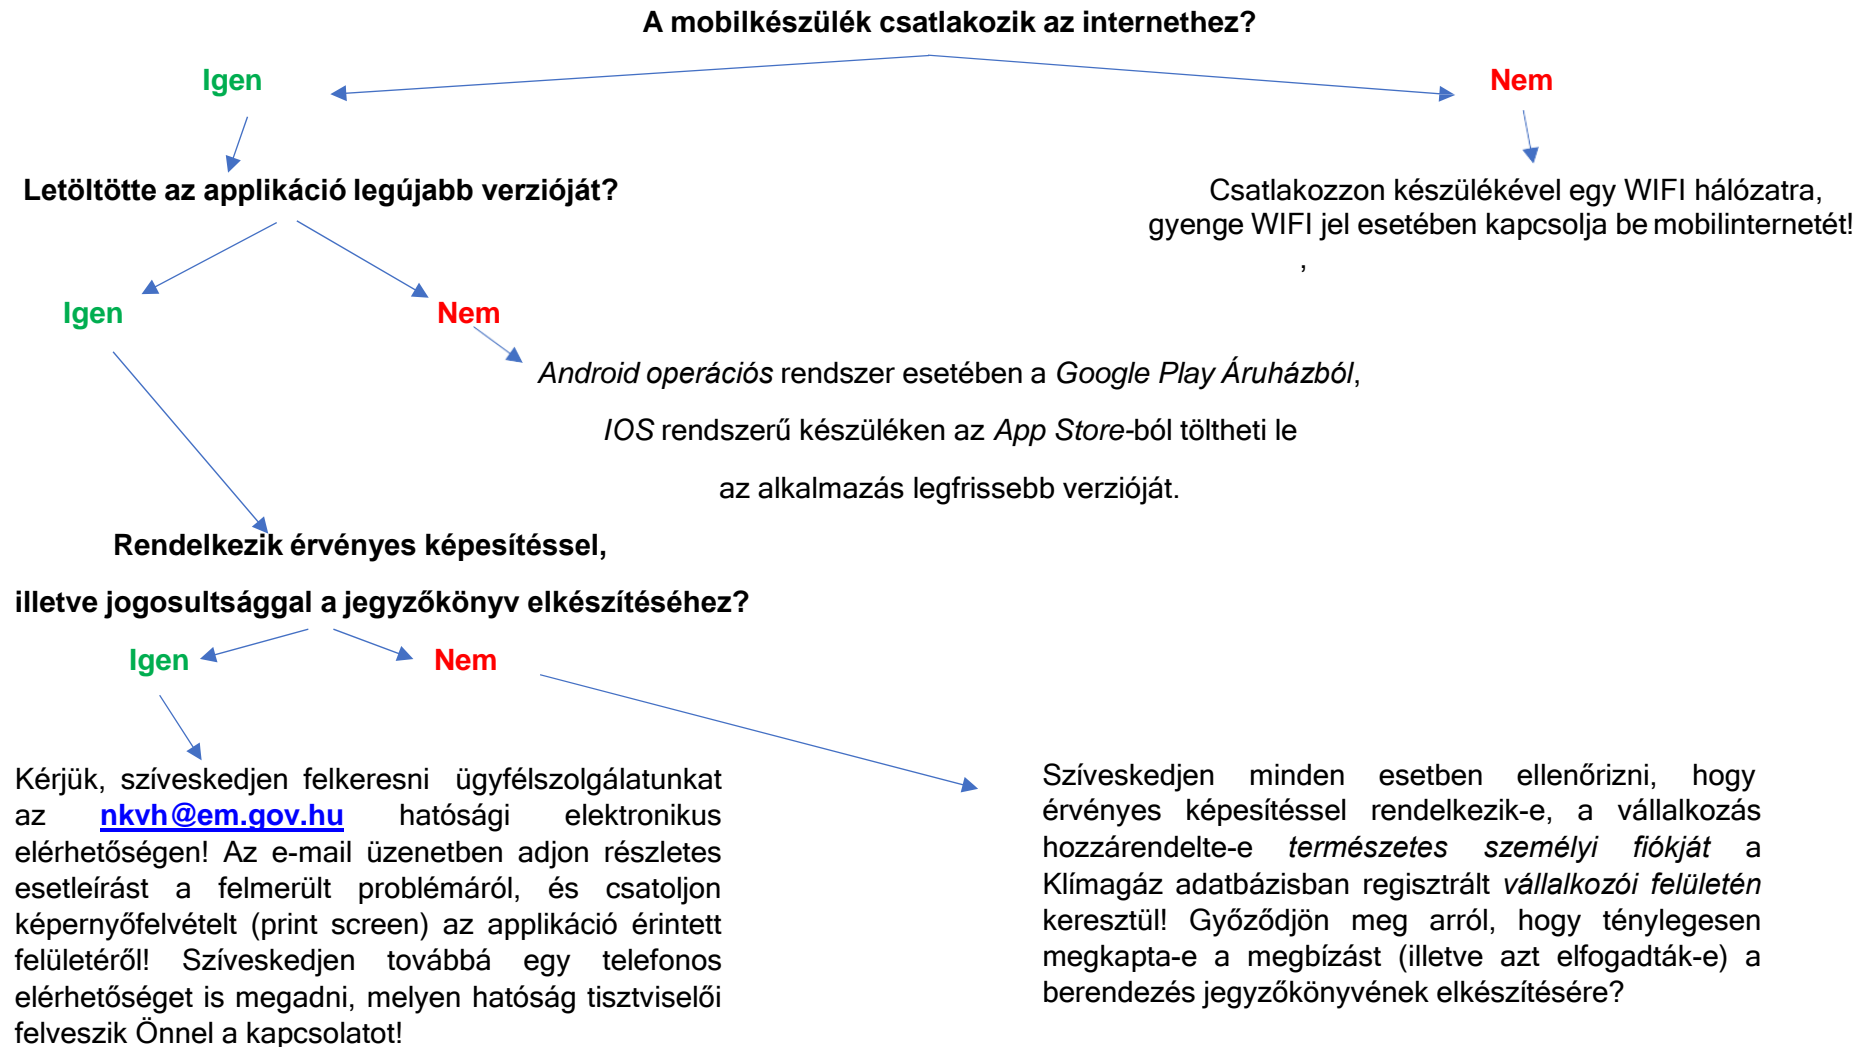 A mobilkészülék csatlakozik az internethez?
Igen
Nem
Letöltötte az applikáció legújabb verzióját?
Csatlakozzon készülékével egy WIFI hálózatra,
gyenge WIFI jel esetében kapcsolja be mobilinternetét!
,
Igen
Nem
Android operációs rendszer esetében a Google Play Áruházból,
IOS rendszerű készüléken az App Store-ból töltheti le
az alkalmazás legfrissebb verzióját.
Rendelkezik érvényes képesítéssel,
illetve jogosultsággal a jegyzőkönyv elkészítéséhez?
Igen
Nem
Kérjük, szíveskedjen felkeresni ügyfélszolgálatunkat
az nkvh@em.gov.hu hatósági elektronikus
elérhetőségen! Az e-mail üzenetben adjon részletes
esetleírást a felmerült problémáról, és csatoljon
képernyőfelvételt (print screen) az applikáció érintett
felületéről! Szíveskedjen továbbá egy telefonos
elérhetőséget is megadni, melyen hatóság tisztviselői
felveszik Önnel a kapcsolatot!
Szíveskedjen minden esetben ellenőrizni, hogy
érvényes képesítéssel rendelkezik-e, a vállalkozás
hozzárendelte-e természetes személyi fiókját a
Klímagáz adatbázisban regisztrált vállalkozói felületén
keresztül! Győződjön meg arról, hogy ténylegesen
megkapta-e a megbízást (illetve azt elfogadták-e) a
berendezés jegyzőkönyvének elkészítésére?